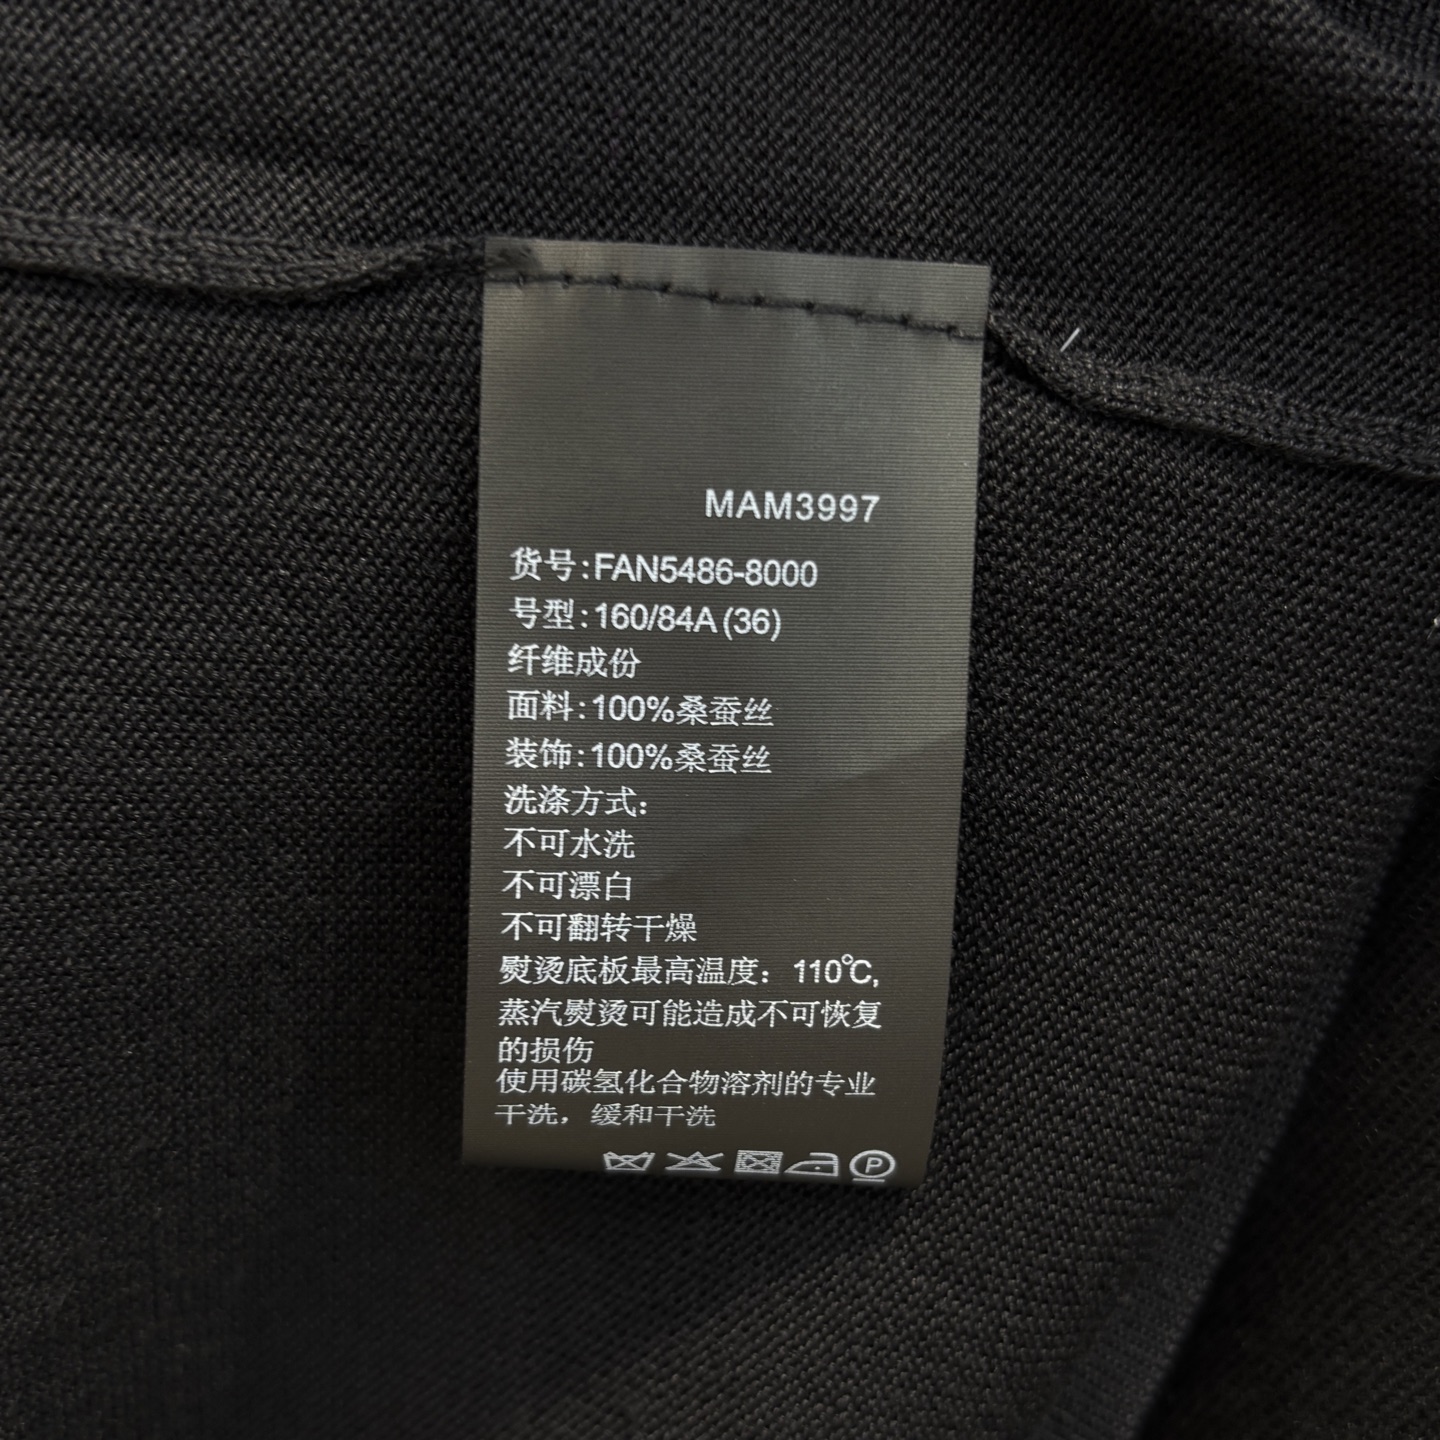 MAM3997
货号:FAN5486-8000
号型:160/84A(36)
纤维成份
面料:100%桑蚕丝
装饰:100%桑蚕丝
洗涤方式:
不可水洗
不可漂白
不可翻转干燥
熨烫底板最高温度：110℃,
蒸汽熨烫可能造成不可恢复
的损伤
使用碳氢化合物溶剂的专业
干洗，缓和干洗
P